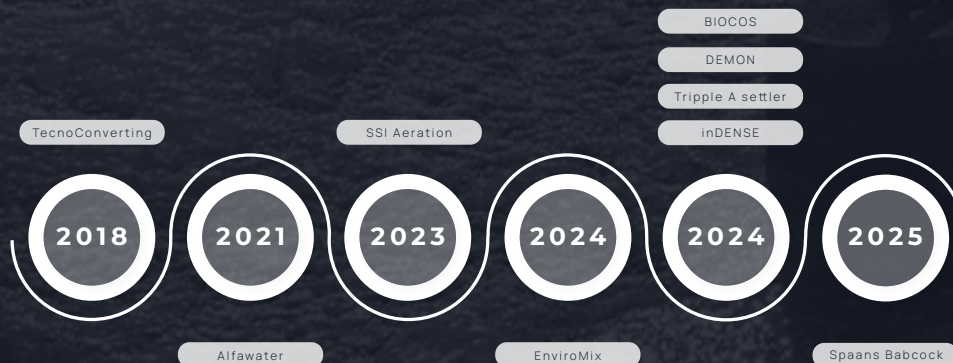 BIOCOS
DEMON
Tripple A settler
inDENSE
TecnoConverting
SSI Aeration
2018
2021
2023
2024
2024
2025
Alfawater
EnviroMix
Spaans Babcock